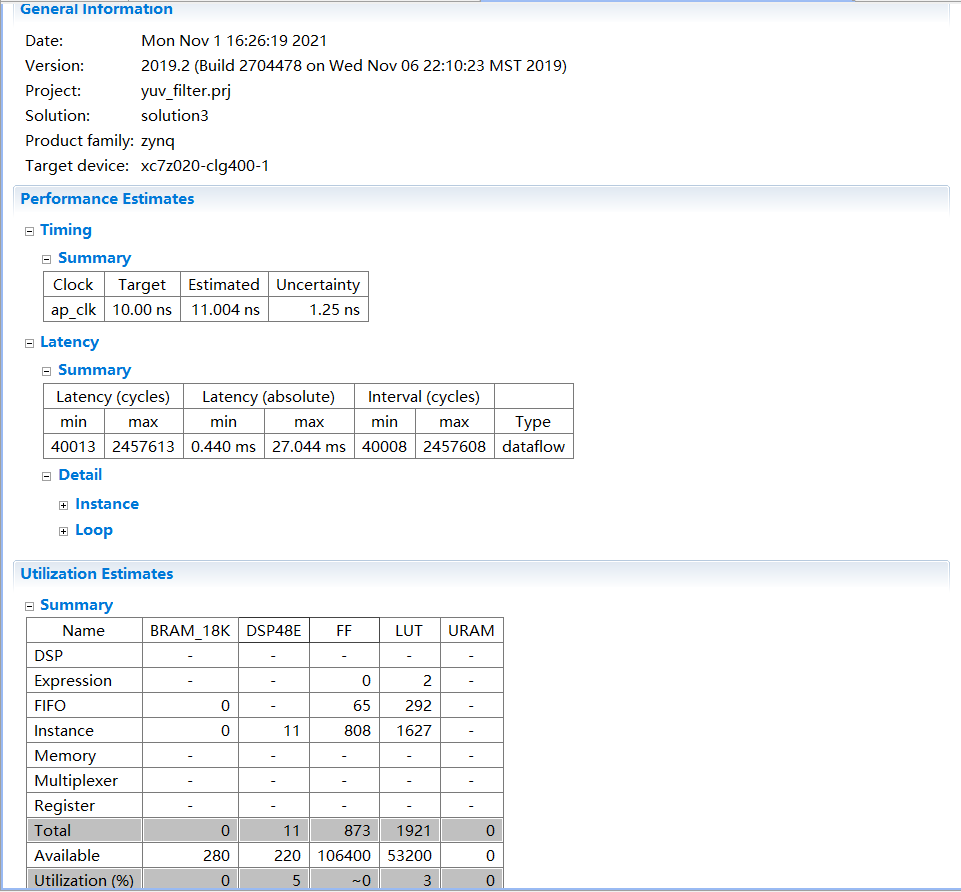 General Information
Date: Mon Nov 1 16:26:19 2021
Version: 2019.2 (Build 2704478 on Wed Nov 06 22:10:23 MST 2019)
Project: yuv_filter.prj
Solution: solution3
Product family: zynq
Target device: xc7z020-clg400-1
Performance Estimates
Timing
Summary
Clock Target Estimated Uncertainty
ap_clk 10.00 ns 11.004 ns 1.25 ns
Latency
Summary
Latency (cycles) Latency (absolute) Interval (cycles)
min max min max min max Type
40013 2457613 0.440 ms 27.044 ms 40008 2457608 dataflow
Detail
Instance
Loop
Utilization Estimates
Summary
Name BRAM_18K DSP48E FF LUT URAM
DSP - - - - -
Expression - - 0 2 -
FIFO 0 - 65 292 -
Instance 0 11 808 1627 -
Memory - - - - -
Multiplexer - - - - -
Register - - - - -
Total 0 11 873 1921 0
Available 280 220 106400 53200 0
Utilization (%) 0 5 ~0 3 0